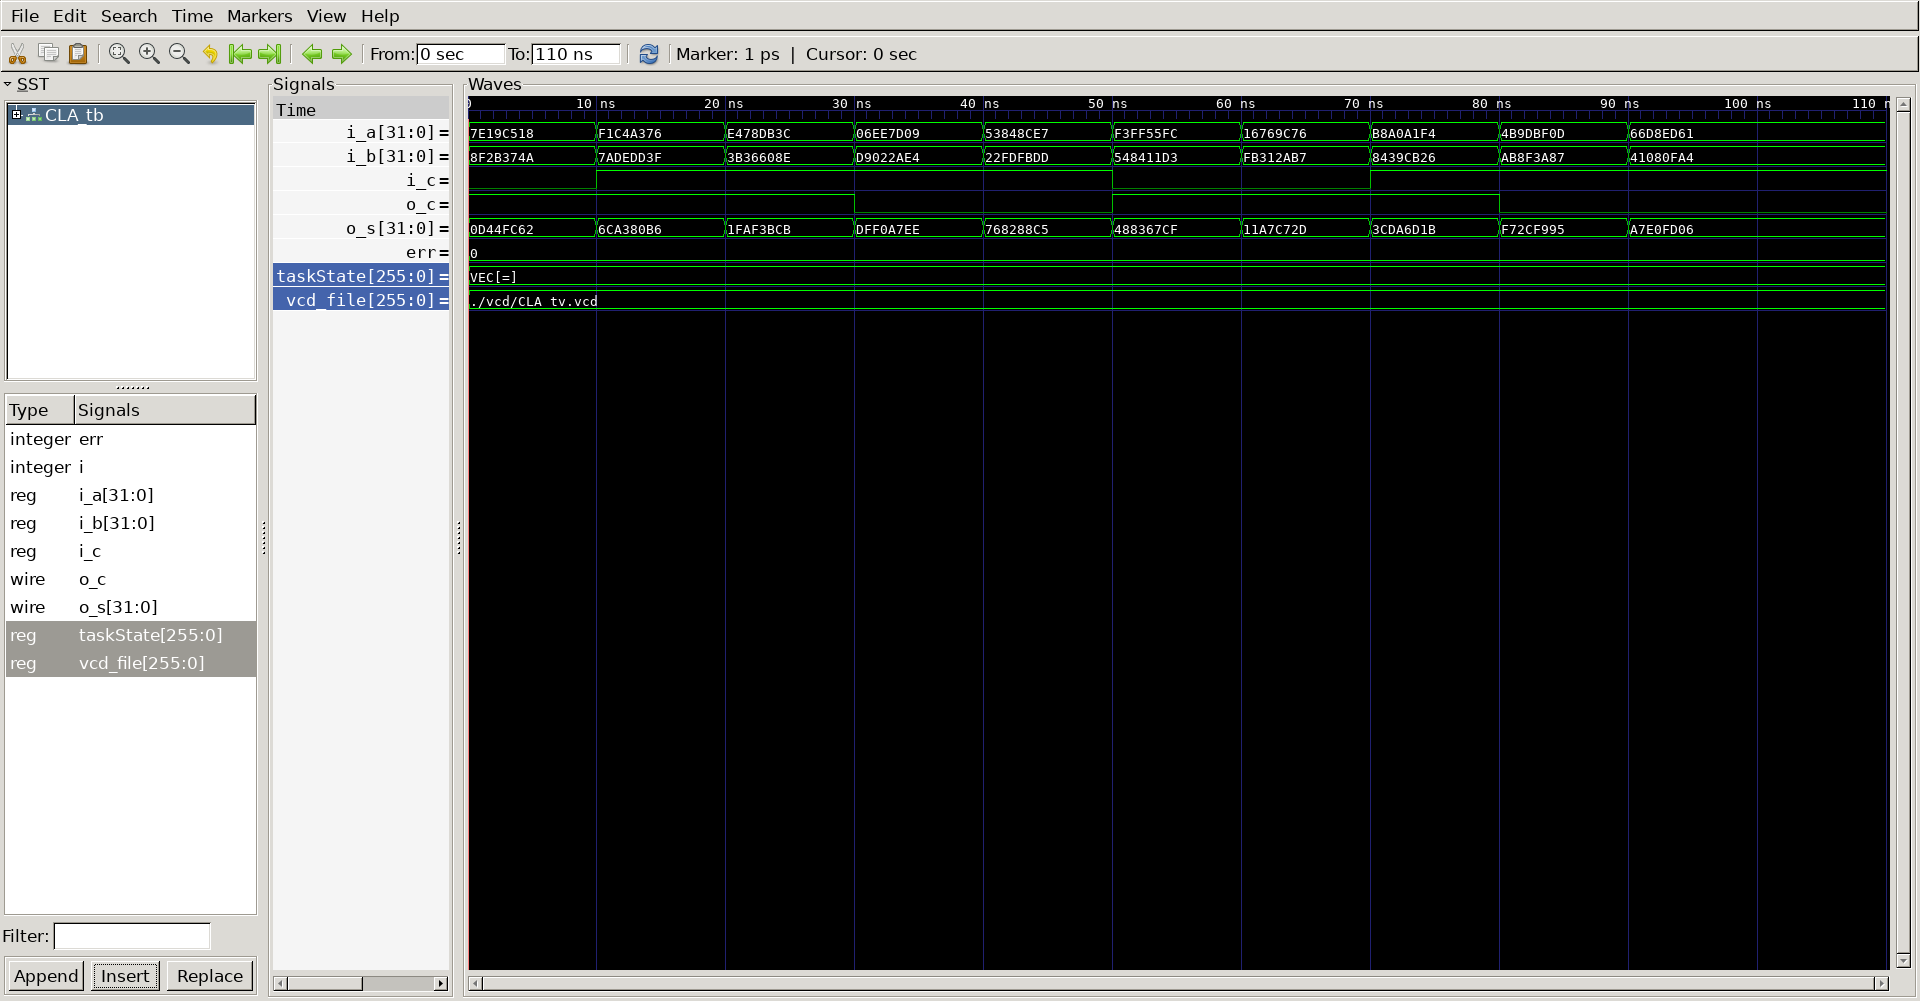 File Edit Search Time Markers View Help
From: 0 sec To: 110 ns Marker: 1 ps | Cursor: 0 sec
SST
CLA_tb
Type Signals
integer err
integer i
reg i_a[31:0]
reg i_b[31:0]
reg i_c
wire o_c
wire o_s[31:0]
reg taskState[255:0]
reg vcd_file[255:0]
Filter:
Append Insert Replace
Signals
Time
i_a[31:0]=
i_b[31:0]=
i_c=
o_c=
o_s[31:0]=
err=
taskState[255:0]=
vcd_file[255:0]=
Waves
0 10 ns 20 ns 30 ns 40 ns 50 ns 60 ns 70 ns 80 ns 90 ns 100 ns 110 n
7E19C518 F1C4A376 E478DB3C 06EE7D09 53848CE7 F3FF55FC 16769C76 B8A0A1F4 4B9DBF0D 66D8ED61
8F2B374A 7ADEDD3F 3B36608E D9022AE4 22FDFBDD 548411D3 FB312AB7 8439CB26 AB8F3A87 41080FA4
0D44FC62 6CA380B6 1FAF3BCB DFF0A7EE 768288C5 488367CF 11A7C72D 3CDA6D1B F72CF995 A7E0FD06
0
VEC[=]
./vcd/CLA_tv.vcd